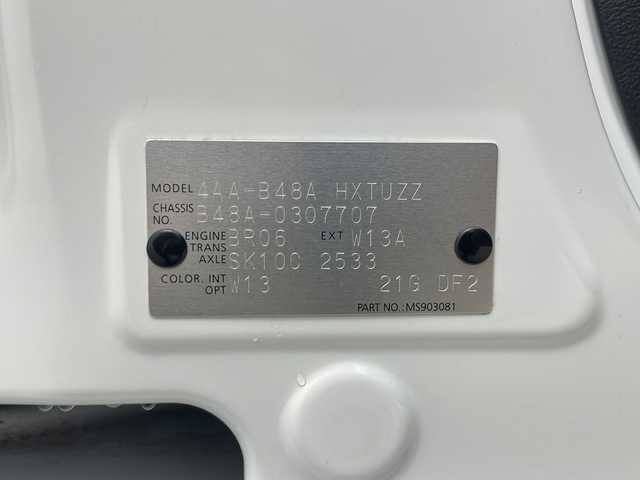 MODEL 4AA-B48A HXTUZZ
CHASSIS NO. B48A-0307707
ENGINE BR06 EXT W13A
TRANS AXLE SK10C 2533
COLOR. INT OPT W13 21G DF2
PART NO.:MS903081